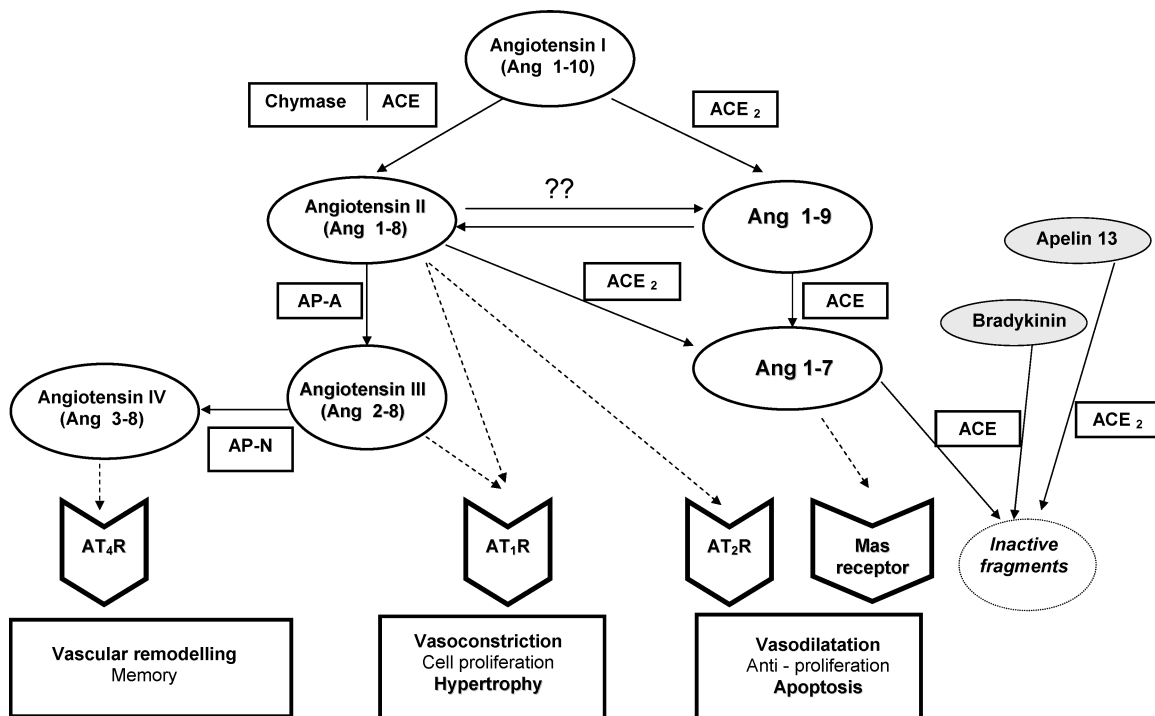 Angiotensin I
(Ang 1-10)
Chymase
ACE
ACE 2
Angiotensin II
(Ang 1-8)
??
Ang 1-9
Apelin 13
AP-A
ACE 2
ACE
Bradykinin
Angiotensin IV
(Ang 3-8)
Angiotensin III
(Ang 2-8)
Ang 1-7
AP-N
ACE
ACE 2
AT4R
AT1R
AT2R
Mas
receptor
Inactive
fragments
Vascular remodelling
Memory
Vasoconstriction
Cell proliferation
Hypertrophy
Vasodilatation
Anti - proliferation
Apoptosis